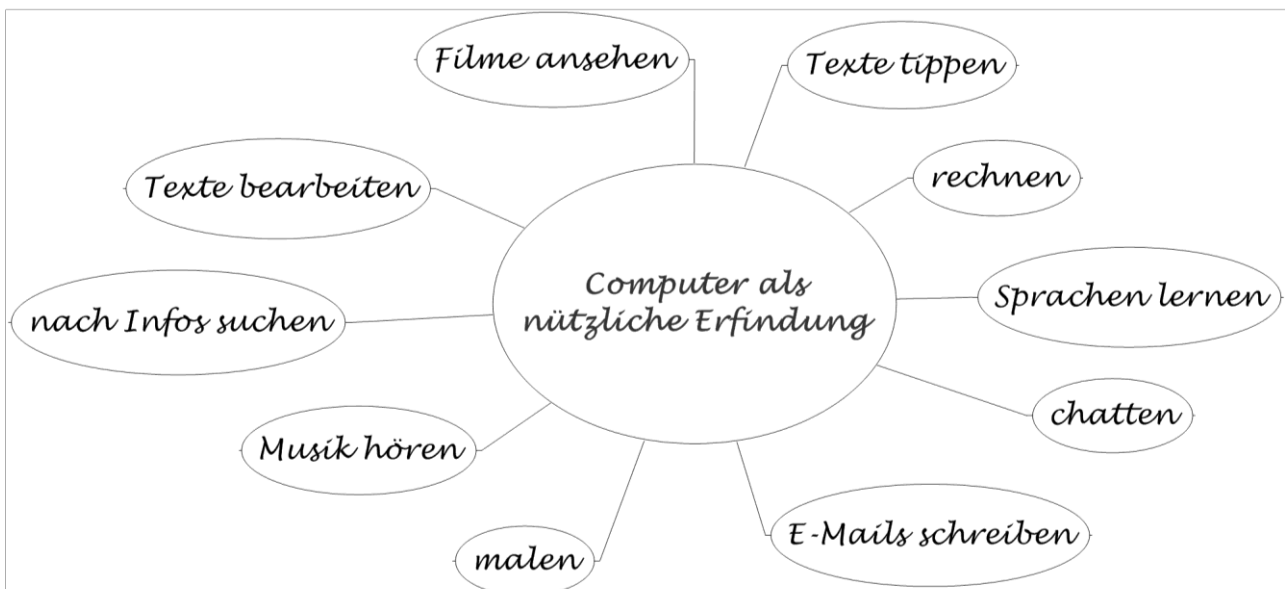 Filme ansehen
Texte tippen
Texte bearbeiten
rechnen
Computer als
nützliche Erfindung
Sprachen lernen
nach Infos suchen
chatten
Musik hören
E-Mails schreiben
malen